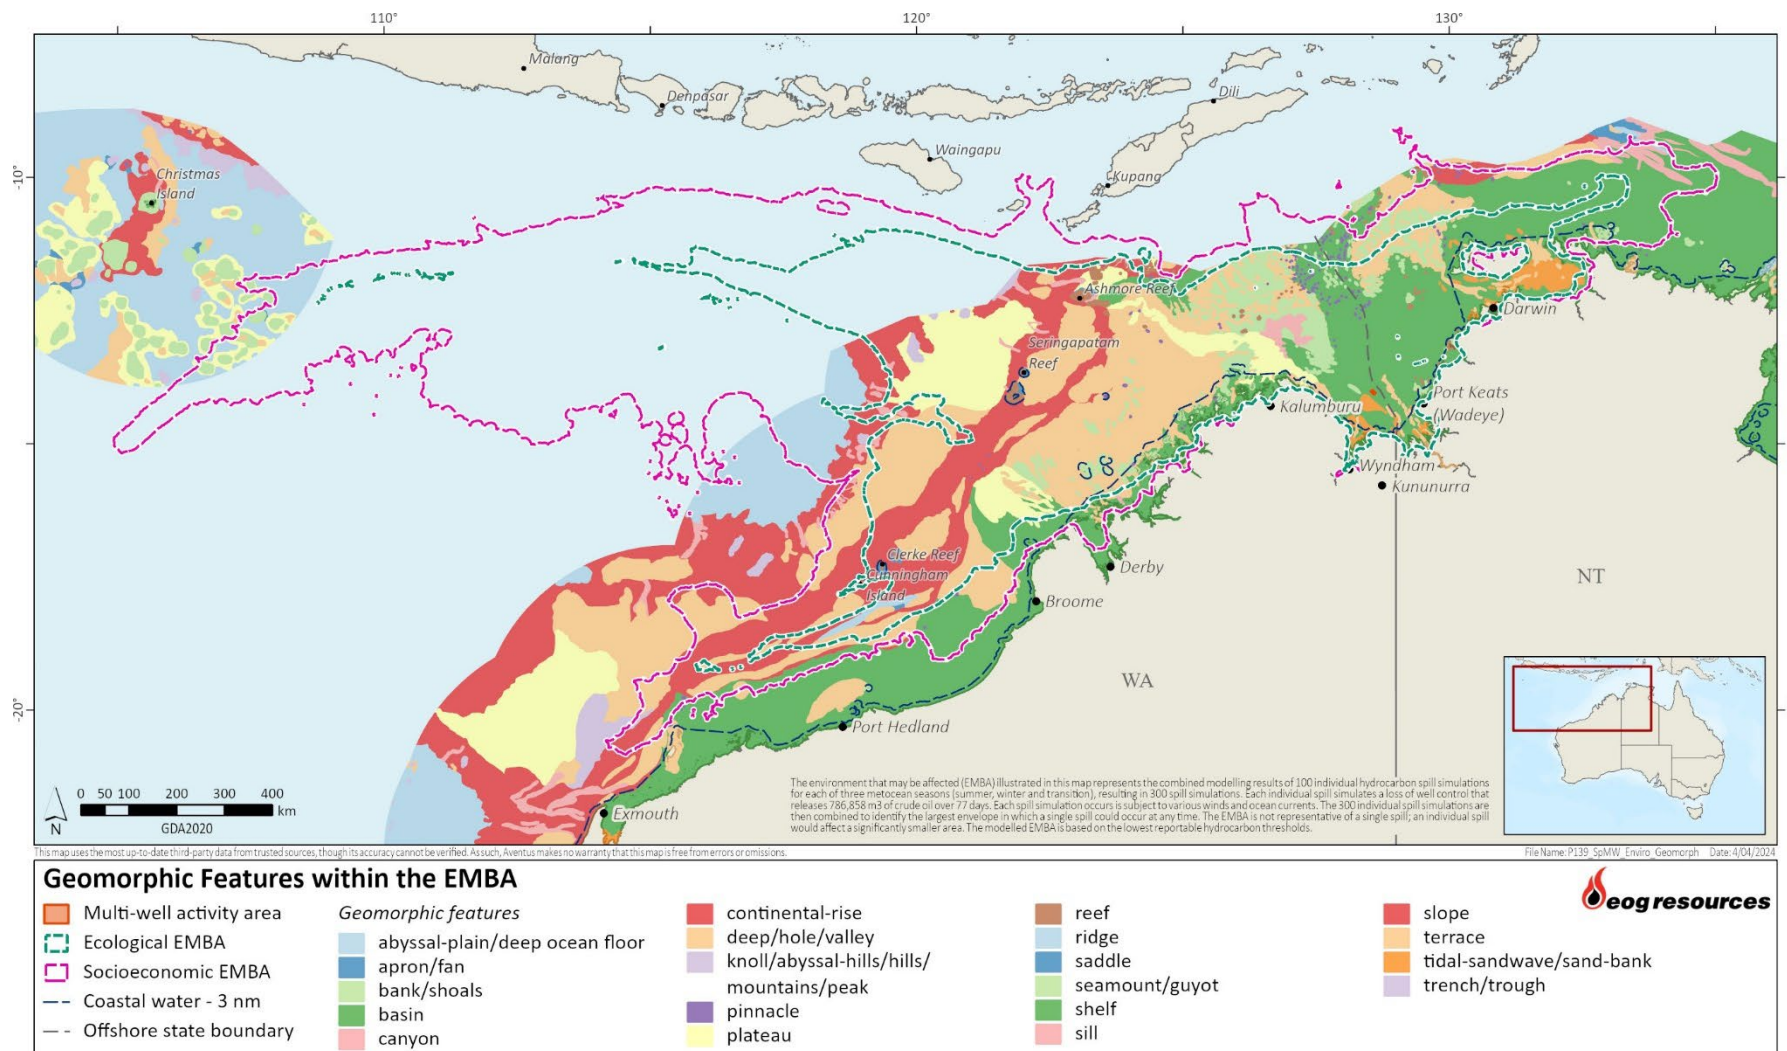 110°
120°
130°
Malang
Denpasar
Dili
Waingapu
Kupang
-10°
Christmas
Island
Ashmore Reef
Darwin
Seringapatam
Reef
Port Keats
(Wadeye)
Kalumburu
Wyndham
Kununurra
Clerke Reef
Cunningham
Island
Derby
Broome
NT
WA
-20°
Port Hedland
Exmouth
0 50 100 200 300 400
km
GDA2020
N
The environment that may be affected (EMBA) illustrated in this map represents the combined modelling results of 100 individual hydrocarbon spill simulations
for each of three metocean seasons (summer, winter and transition), resulting in 300 spill simulations. Each individual spill simulates a loss of well control that
releases 786,858 m3 of crude oil over 77 days. Each spill simulation occurs is subject to various winds and ocean currents. The 300 individual spill simulations are
then combined to identify the largest envelope in which a single spill could occur at any time. The EMBA is not representative of a single spill; an individual spill
would affect a significantly smaller area. The modelled EMBA is based on the lowest reportable hydrocarbon thresholds.
This map uses the most up-to-date third-party data from trusted sources, though its accuracy cannot be verified. As such, Aventus makes no warranty that this map is free from errors or omissions.
File Name: P139_SpMW_Enviro_Geomorph Date: 4/04/2024
Geomorphic Features within the EMBA
Multi-well activity area
Ecological EMBA
Socioeconomic EMBA
Coastal water - 3 nm
Offshore state boundary
Geomorphic features
abyssal-plain/deep ocean floor
apron/fan
bank/shoals
basin
canyon
continental-rise
deep/hole/valley
knoll/abyssal-hills/hills/
mountains/peak
pinnacle
plateau
reef
ridge
saddle
seamount/guyot
shelf
sill
slope
terrace
tidal-sandwave/sand-bank
trench/trough
eog resources